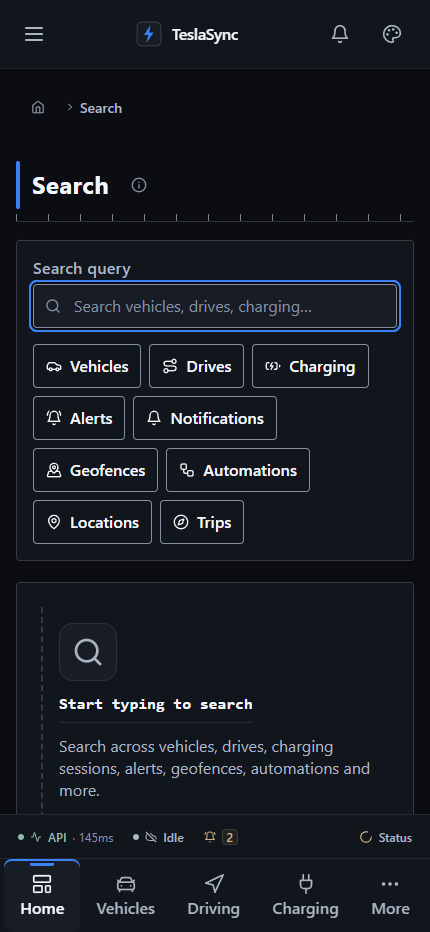 TeslaSync
Search
Search
Search query
Search vehicles, drives, charging...
Vehicles Drives Charging
Alerts Notifications
Geofences Automations
Locations Trips
Start typing to search
Search across vehicles, drives, charging
sessions, alerts, geofences, automations and
more.
API · 145ms Idle 2 Status
Home Vehicles Driving Charging More